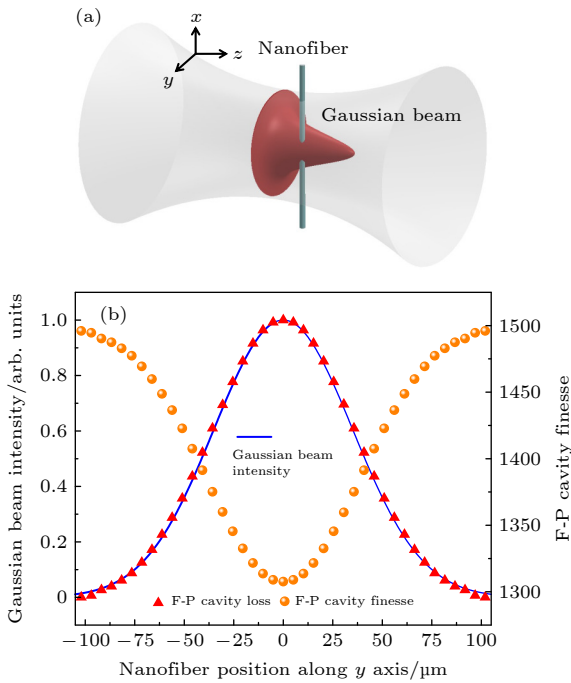 (a)
x
Nanofiber
z
y
Gaussian beam
(b)
Gaussian beam intensity/arb. units
1.0
0.8
0.6
0.4
0.2
0
Gaussian beam
intensity
1500
1450
1400
1350
1300
F-P cavity finesse
F-P cavity loss
F-P cavity finesse
−100 −75 −50 −25 0 25 50 75 100
Nanofiber position along y axis/μm